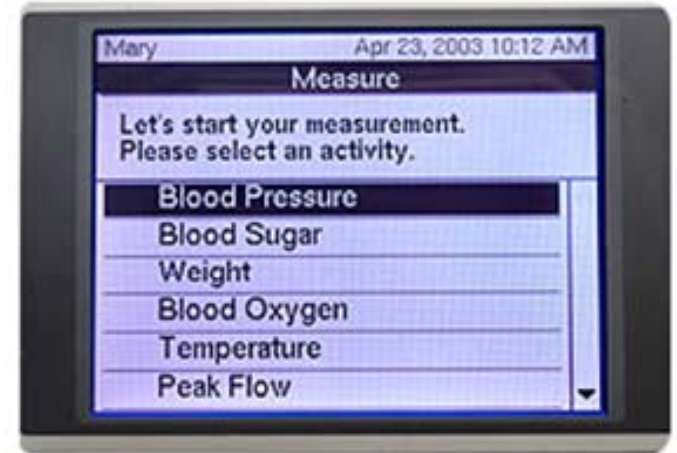 Mary Apr 23, 2003 10:12 AM
Measure
Let's start your measurement.
Please select an activity.
Blood Pressure
Blood Sugar
Weight
Blood Oxygen
Temperature
Peak Flow